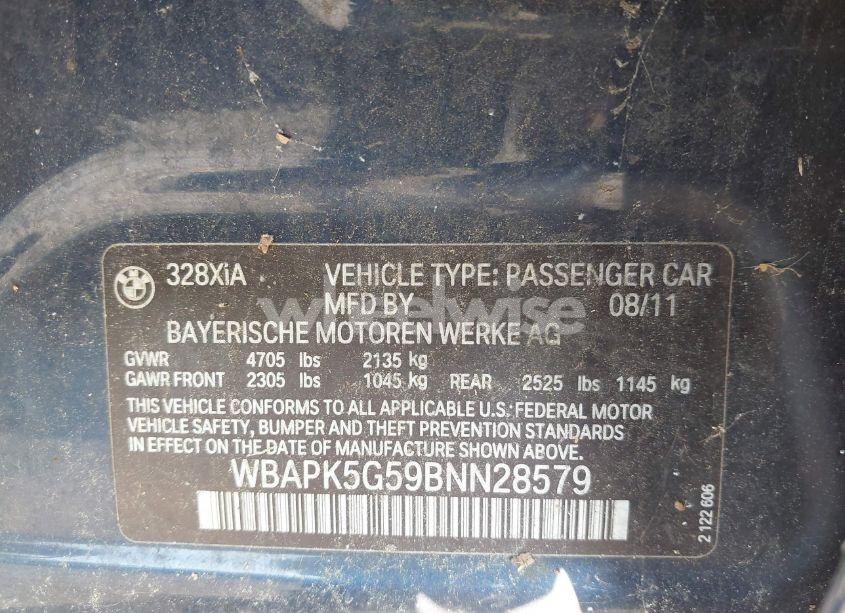 328XiA VEHICLE TYPE: PASSENGER CAR
MFD BY 08/11
wheelwise
BAYERISCHE MOTOREN WERKE AG
GVWR 4705 lbs 2135 kg
GAWR FRONT 2305 lbs 1045 kg REAR 2525 lbs 1145 kg
THIS VEHICLE CONFORMS TO ALL APPLICABLE U.S. FEDERAL MOTOR
VEHICLE SAFETY, BUMPER AND THEFT PREVENTION STANDARDS
IN EFFECT ON THE DATE OF MANUFACTURE SHOWN ABOVE.
WBAPK5G59BNN28579
2 122 606